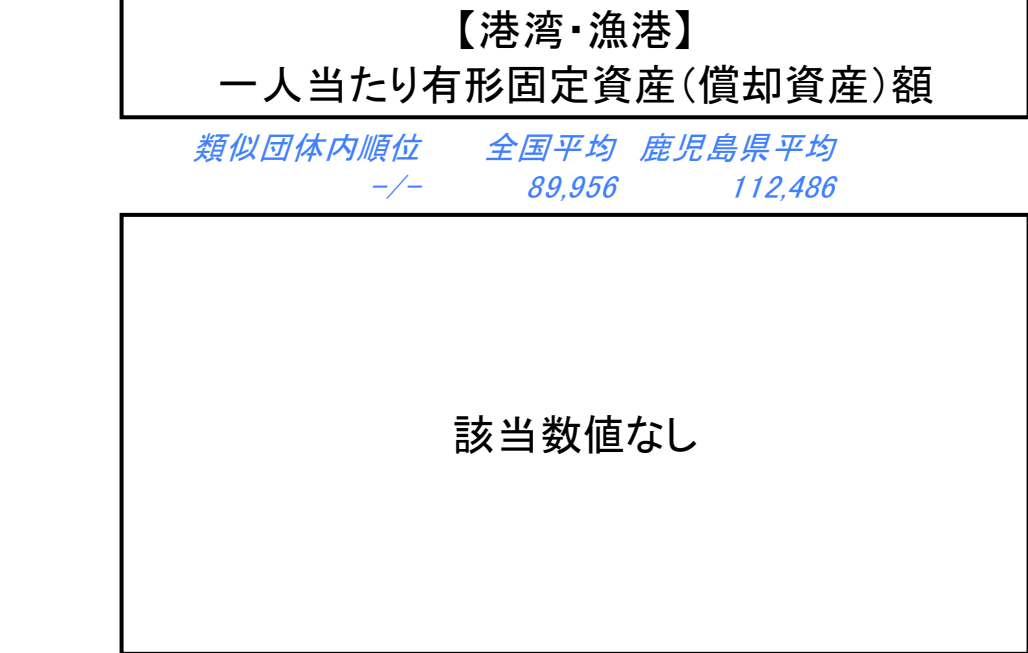 【港湾・漁港】
一人当たり有形固定資産(償却資産)額
類似団体内順位 全国平均 鹿児島県平均
-/- 89,956 112,486
該当数値なし